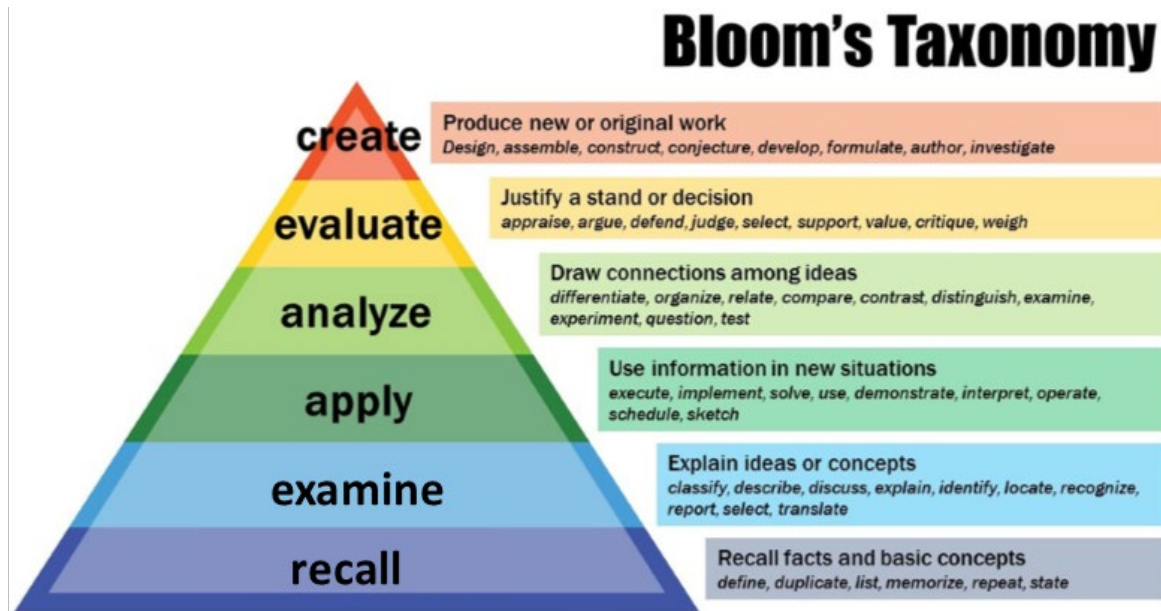 Bloom's Taxonomy
create
Produce new or original work
Design, assemble, construct, conjecture, develop, formulate, author, investigate
evaluate
Justify a stand or decision
appraise, argue, defend, judge, select, support, value, critique, weigh
analyze
Draw connections among ideas
differentiate, organize, relate, compare, contrast, distinguish, examine,
experiment, question, test
apply
Use information in new situations
execute, implement, solve, use, demonstrate, interpret, operate,
schedule, sketch
examine
Explain ideas or concepts
classify, describe, discuss, explain, identify, locate, recognize,
report, select, translate
recall
Recall facts and basic concepts
define, duplicate, list, memorize, repeat, state